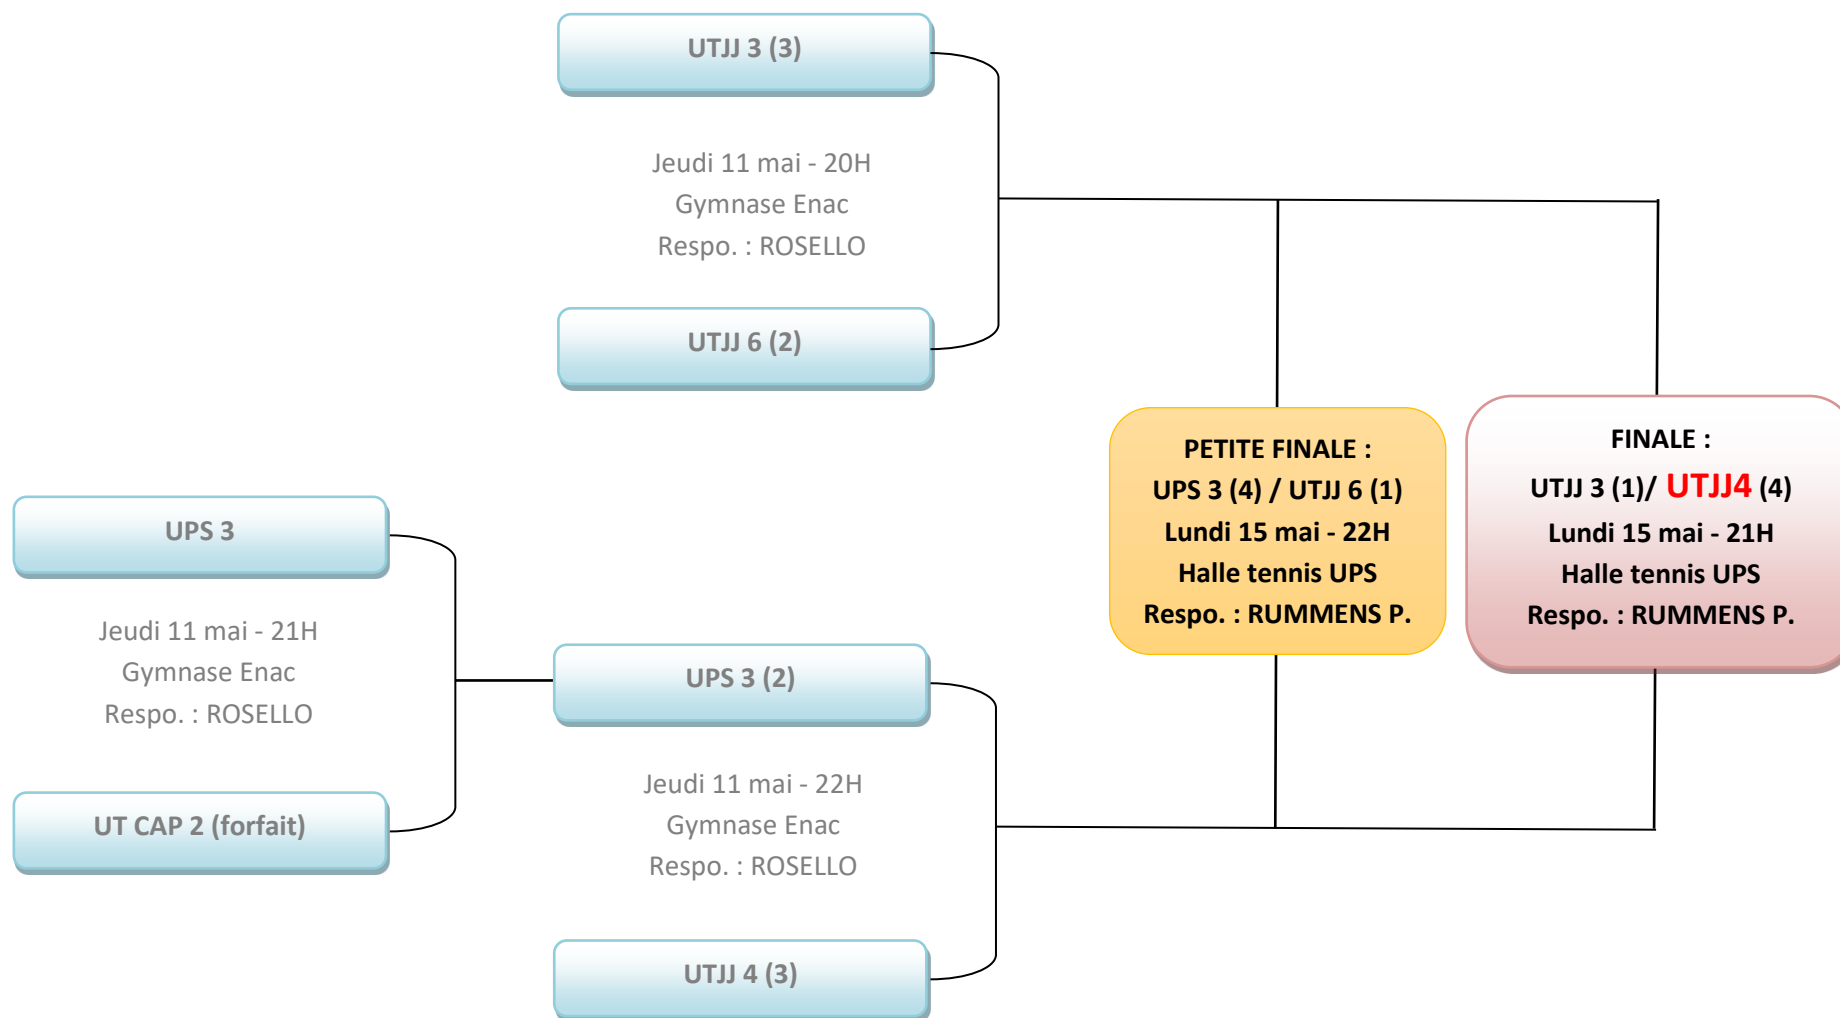 UTJJ 3 (3)
Jeudi 11 mai - 20H
Gymnase Enac
Respo. : ROSELLO
UTJJ 6 (2)
UPS 3
Jeudi 11 mai - 21H
Gymnase Enac
Respo. : ROSELLO
UT CAP 2 (forfait)
UPS 3 (2)
Jeudi 11 mai - 22H
Gymnase Enac
Respo. : ROSELLO
UTJJ 4 (3)
PETITE FINALE :
UPS 3 (4) / UTJJ 6 (1)
Lundi 15 mai - 22H
Halle tennis UPS
Respo. : RUMMENS P.
FINALE :
UTJJ 3 (1)/ UTJJ4 (4)
Lundi 15 mai - 21H
Halle tennis UPS
Respo. : RUMMENS P.